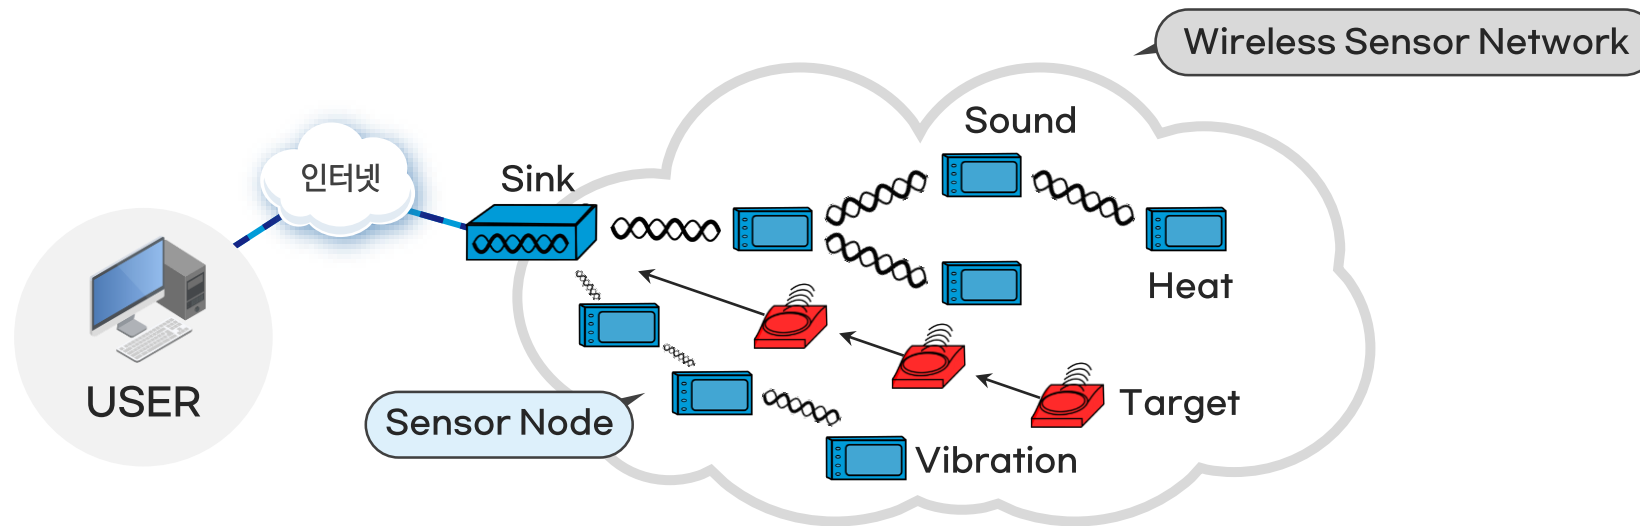 Wireless Sensor Network
Sound
인터넷
Sink
Heat
USER
Sensor Node
Target
Vibration